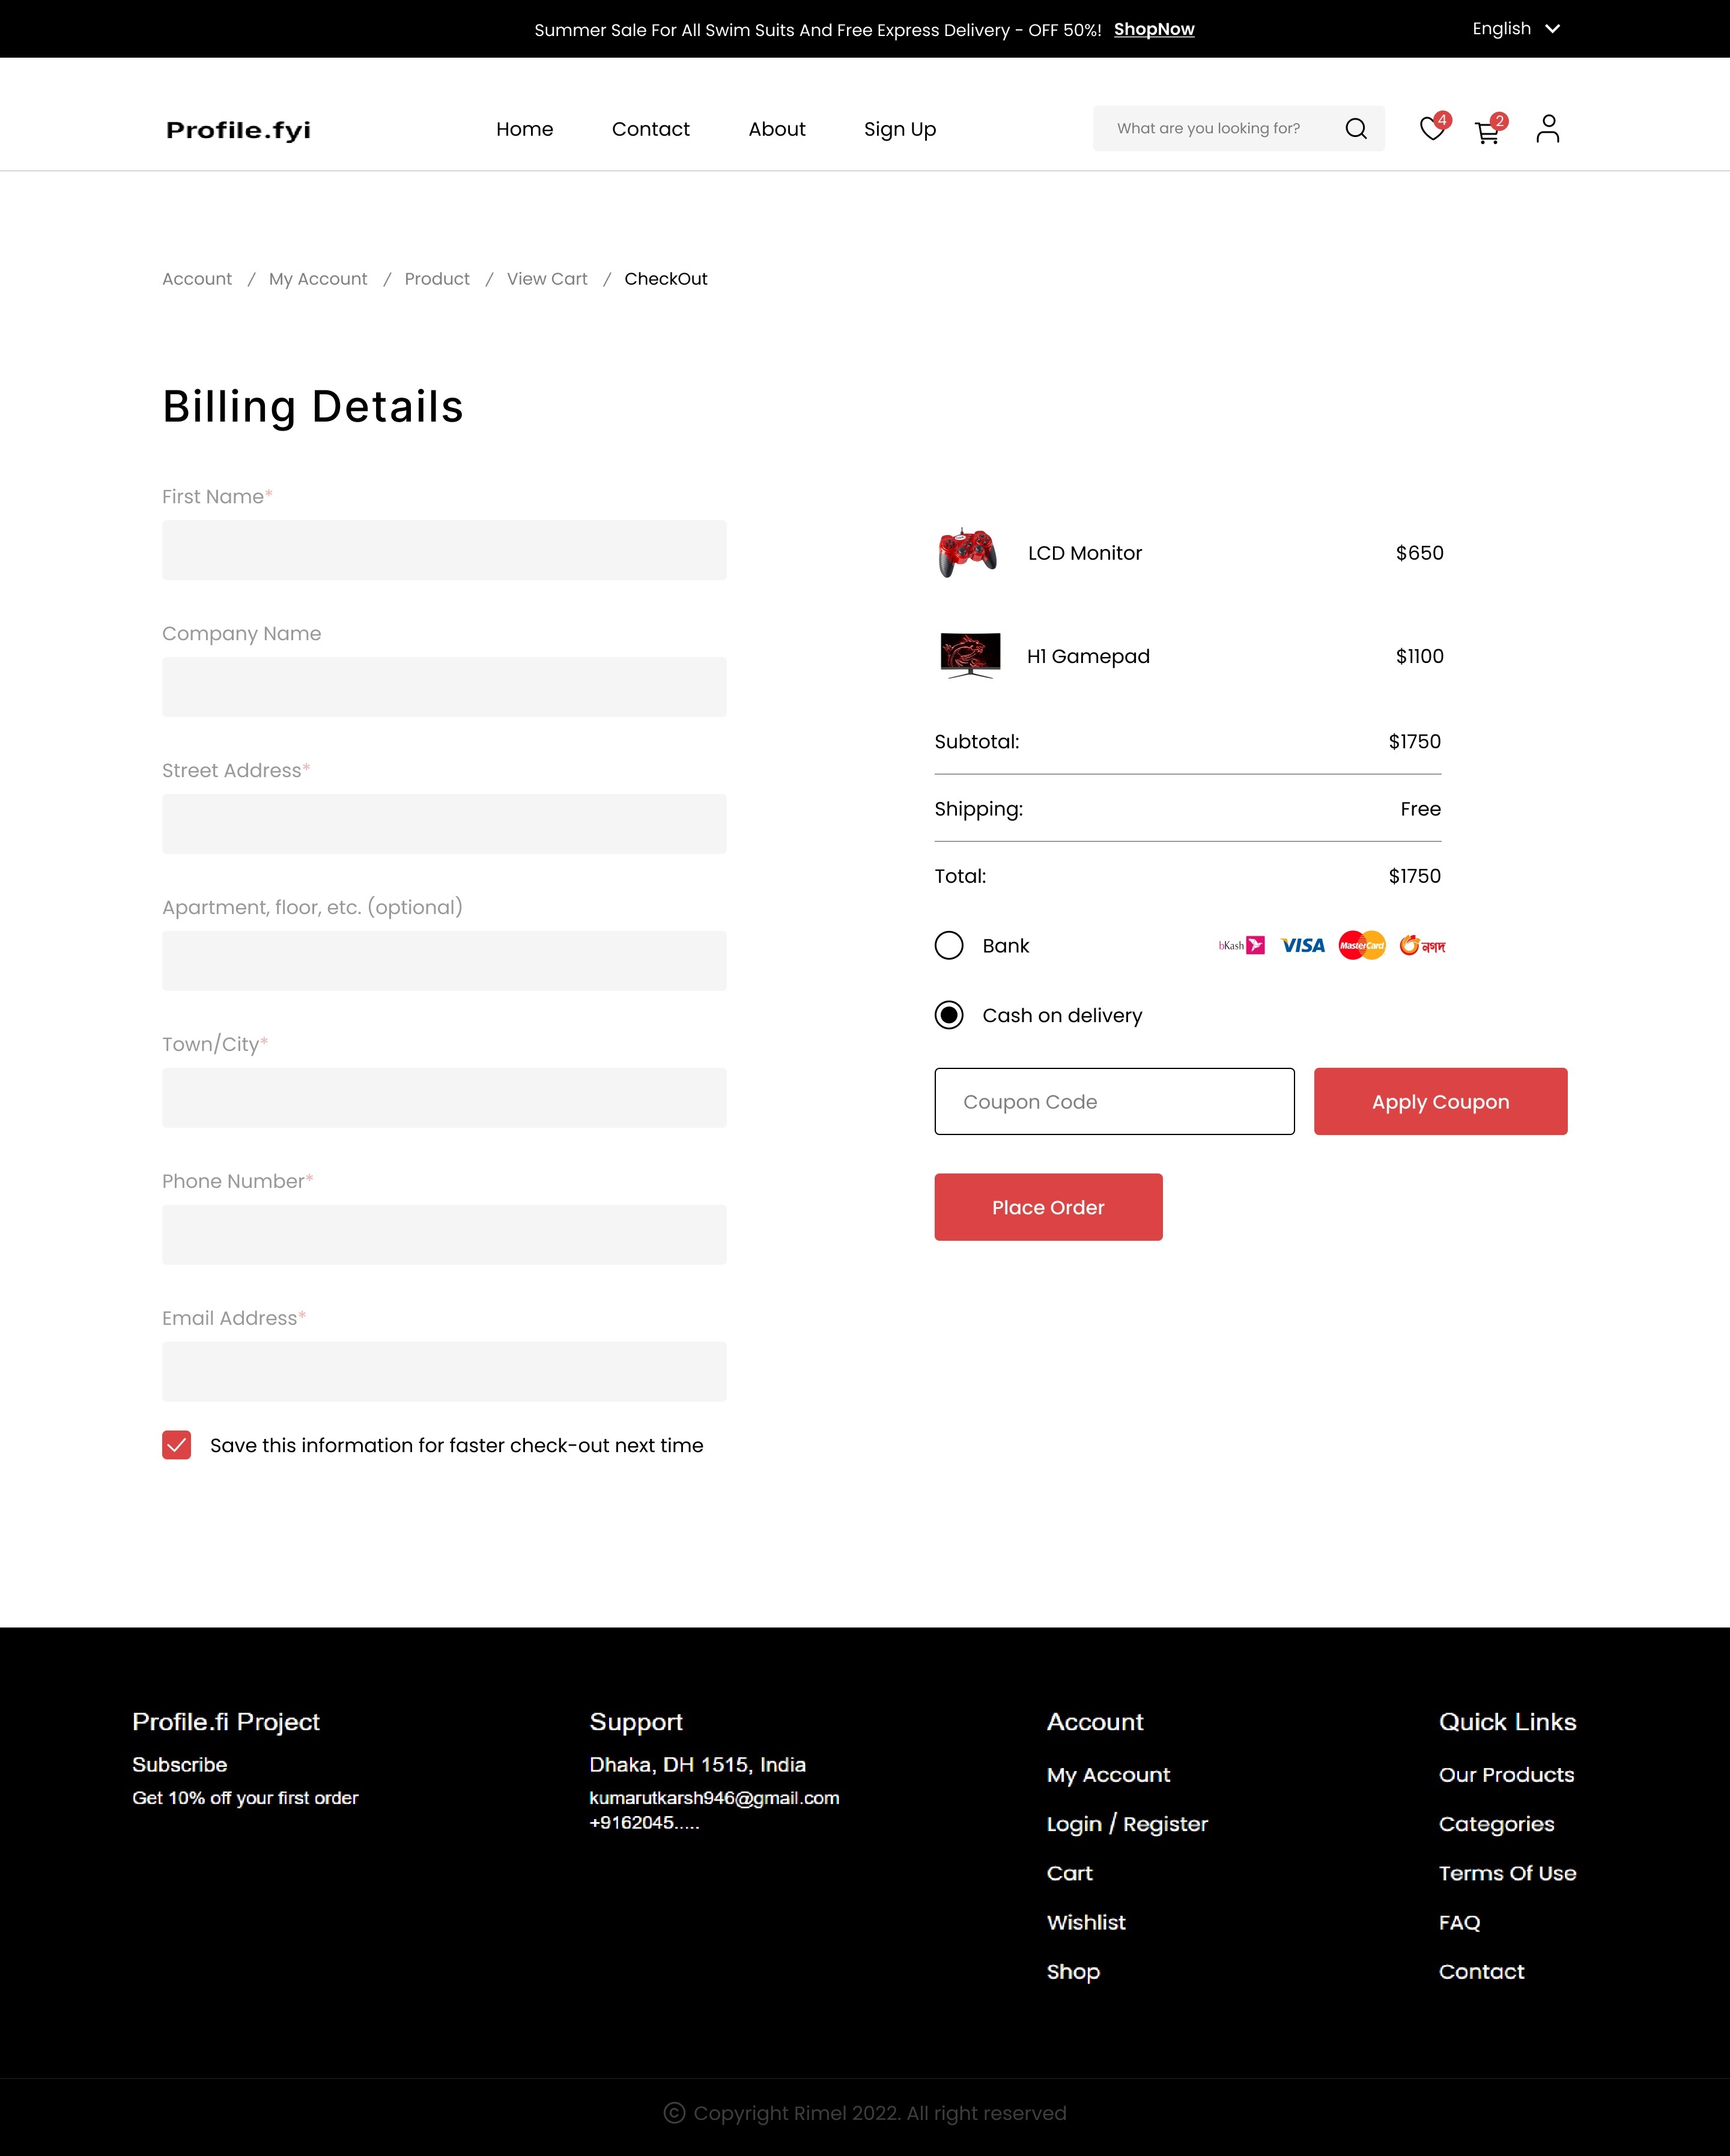 Summer Sale For All Swim Suits And Free Express Delivery - OFF 50%! ShopNow English
Profile.fyi Home Contact About Sign Up What are you looking for? 4 2
Account / My Account / Product / View Cart / CheckOut
Billing Details
First Name*
Company Name
Street Address*
Apartment, floor, etc. (optional)
Town/City*
Phone Number*
Email Address*
Save this information for faster check-out next time
LCD Monitor $650
H1 Gamepad $1100
Subtotal: $1750
Shipping: Free
Total: $1750
Bank bKash VISA MasterCard নগদ
Cash on delivery
Coupon Code Apply Coupon
Place Order
Profile.fi Project
Subscribe
Get 10% off your first order
Support
Dhaka, DH 1515, India
kumarutkarsh946@gmail.com
+9162045.....
Account
My Account
Login / Register
Cart
Wishlist
Shop
Quick Links
Our Products
Categories
Terms Of Use
FAQ
Contact
© Copyright Rimel 2022. All right reserved